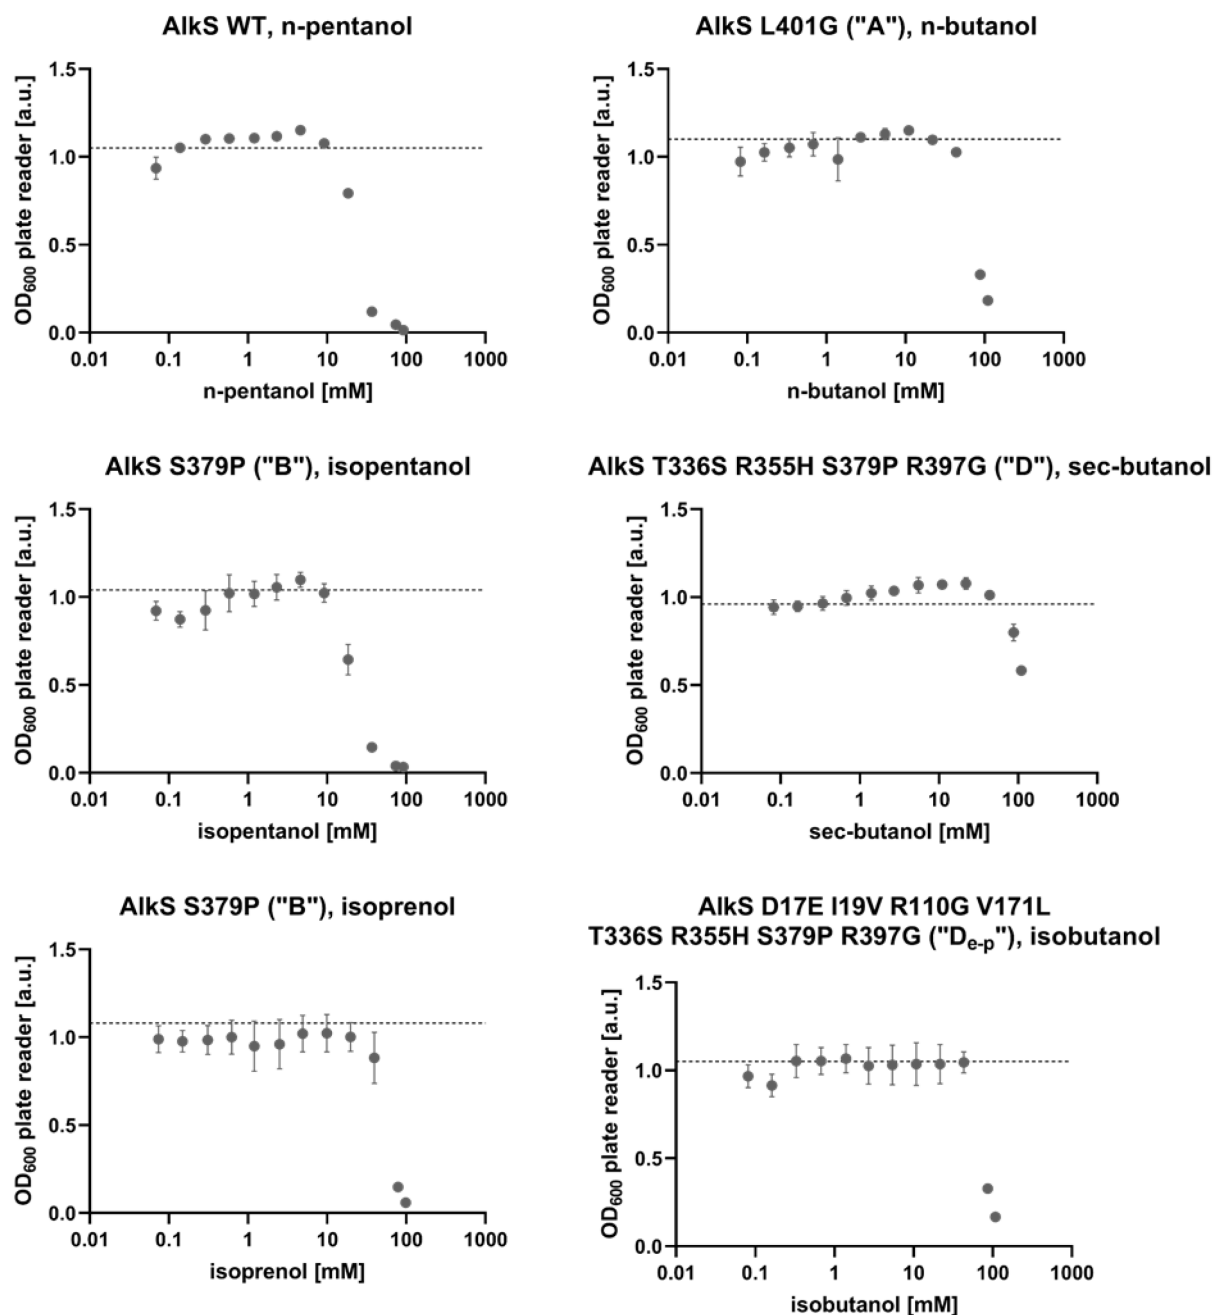 AlkS WT, n-pentanol
1.5
1.0
0.5
0.0
OD600 plate reader [a.u.]
0.01 0.1 1 10 100 1000
n-pentanol [mM]
AlkS L401G ("A"), n-butanol
1.5
1.0
0.5
0.0
OD600 plate reader [a.u.]
0.01 0.1 1 10 100 1000
n-butanol [mM]
AlkS S379P ("B"), isopentanol
1.5
1.0
0.5
0.0
OD600 plate reader [a.u.]
0.01 0.1 1 10 100 1000
isopentanol [mM]
AlkS T336S R355H S379P R397G ("D"), sec-butanol
1.5
1.0
0.5
0.0
OD600 plate reader [a.u.]
0.01 0.1 1 10 100 1000
sec-butanol [mM]
AlkS S379P ("B"), isoprenol
1.5
1.0
0.5
0.0
OD600 plate reader [a.u.]
0.01 0.1 1 10 100 1000
isoprenol [mM]
AlkS D17E I19V R110G V171L
T336S R355H S379P R397G ("De-p"), isobutanol
1.5
1.0
0.5
0.0
OD600 plate reader [a.u.]
0.01 0.1 1 10 100 1000
isobutanol [mM]